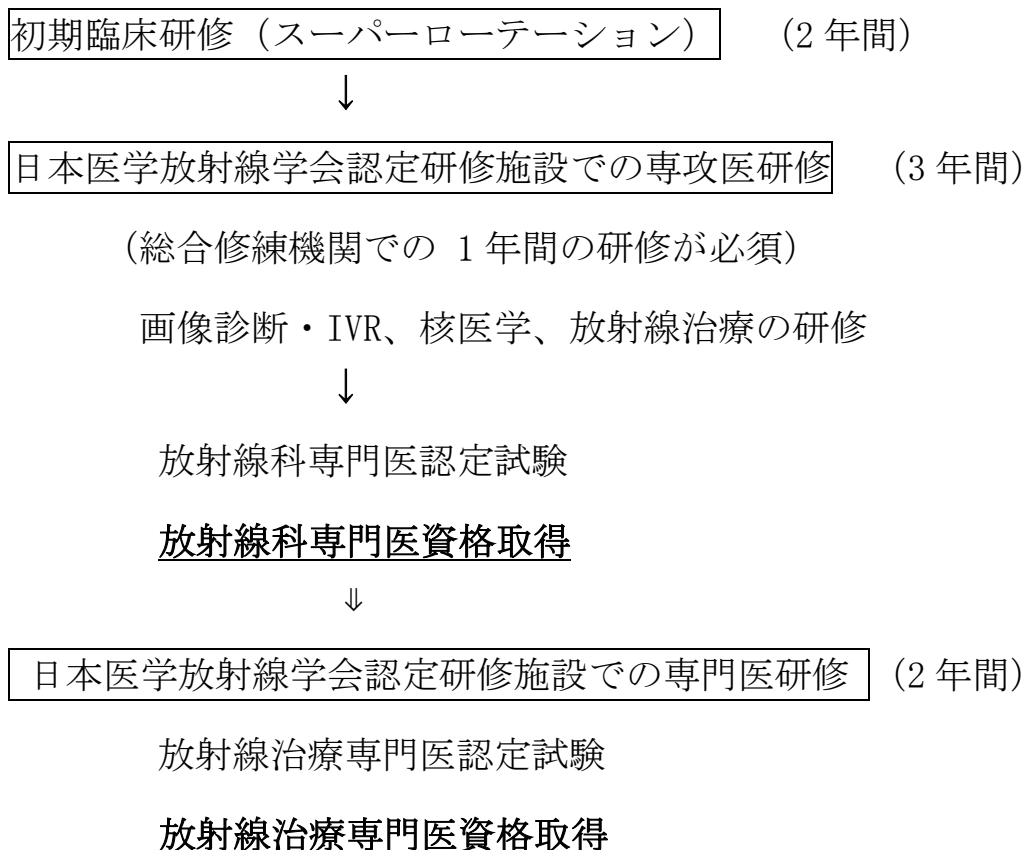 初期臨床研修（スーパーローテーション） （2 年間）
↓
日本医学放射線学会認定研修施設での専攻医研修 （3 年間）
（総合修練機関での 1 年間の研修が必須）
画像診断・IVR、核医学、放射線治療の研修
↓
放射線科専門医認定試験
放射線科専門医資格取得
⇓
日本医学放射線学会認定研修施設での専門医研修 （2 年間）
放射線治療専門医認定試験
放射線治療専門医資格取得